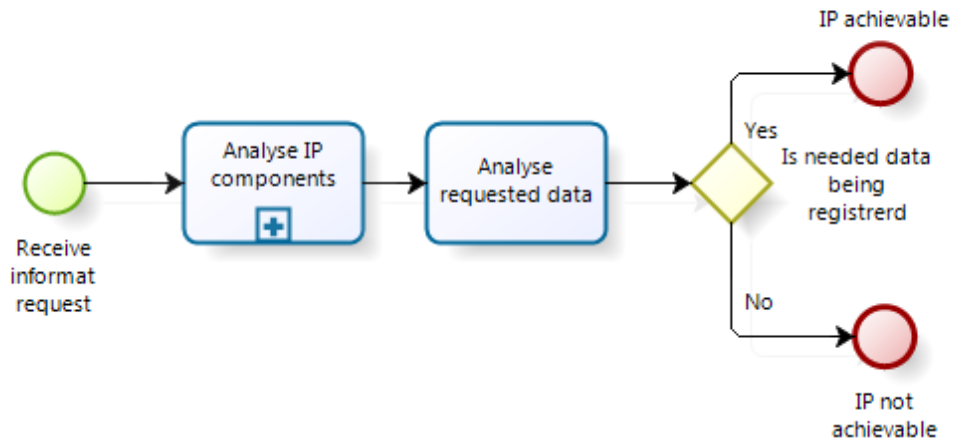 IP achievable
Analyse IP
components
Analyse
requested data
Yes
Is needed data
being
registrerd
Receive
informat
request
No
IP not
achievable